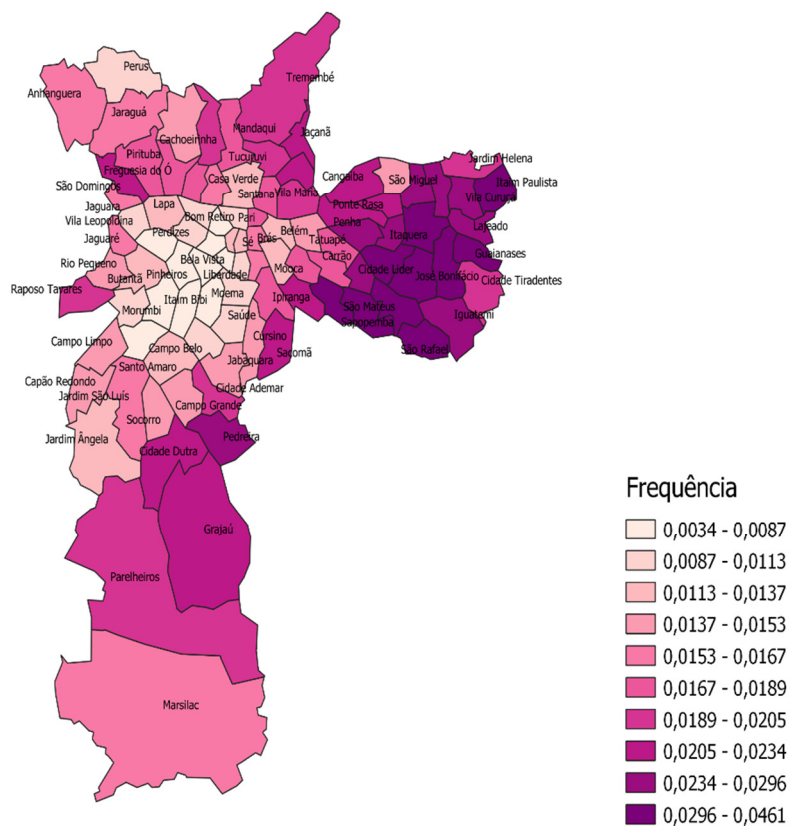 Perus
Tremembé
Anhanguera
Jaraguá
Mandaqui
Jaçanã
Cachoeirinha
Pirituba
Tucuruvi
Freguesia do Ó
Jardim Helena
Cangaíba
São Miguel
Itaim Paulista
São Domingos
Casa Verde
Santana
Vila Maria
Vila Curuçá
Jaguara
Lapa
Ponte Rasa
Vila Leopoldina
Bom Retiro
Pari
Penha
Lajeado
Jaguaré
Perdizes
Sé
Brás
Belém
Tatuapé
Itaquera
Rio Pequeno
Bela Vista
Carrão
Guaianases
Butantã
Pinheiros
Liberdade
Mooca
Cidade Líder
José Bonifácio
Cidade Tiradentes
Raposo Tavares
Itaim Bibi
Moema
Ipiranga
São Mateus
Morumbi
Saúde
Sapopemba
Iguatemi
Campo Limpo
Campo Belo
Cursino
Sacomã
São Rafael
Santo Amaro
Jabaquara
Capão Redondo
Cidade Ademar
Jardim São Luís
Campo Grande
Socorro
Jardim Ângela
Pedreira
Cidade Dutra
Grajaú
Parelheiros
Marsilac
Frequência
0,0034 - 0,0087
0,0087 - 0,0113
0,0113 - 0,0137
0,0137 - 0,0153
0,0153 - 0,0167
0,0167 - 0,0189
0,0189 - 0,0205
0,0205 - 0,0234
0,0234 - 0,0296
0,0296 - 0,0461